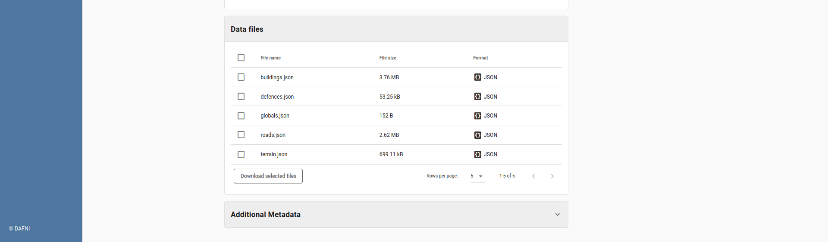 Data files
File name File size Format
buildings.json 3.76 MB JSON
defences.json 53.25 kB JSON
globals.json 152 B JSON
roads.json 2.62 MB JSON
terrain.json 699.11 kB JSON
Download selected files Rows per page: 5 1-5 of 5
Additional Metadata
© DAFNI